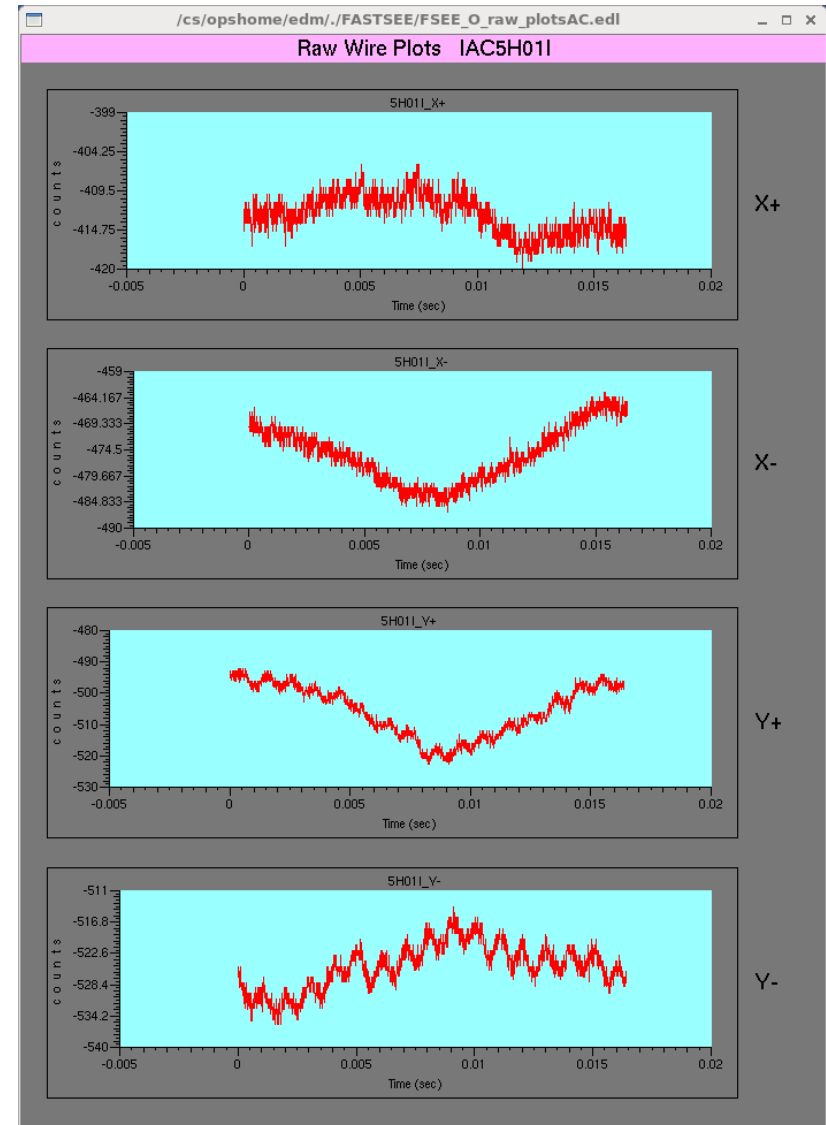 /cs/opshome/edm/./FASTSEE/FSEE_O_raw_plotsAC.edl
Raw Wire Plots IAC5H01I
5H01I_X+
-399
-404.25
-409.5
-414.75
-420
counts
-0.005 0 0.005 0.01 0.015 0.02
Time (sec)
X+
5H01I_X-
-459
-464.167
-469.333
-474.5
-479.667
-484.833
-490
counts
-0.005 0 0.005 0.01 0.015 0.02
Time (sec)
X-
5H01I_Y+
-480
-490
-500
-510
-520
-530
counts
-0.005 0 0.005 0.01 0.015 0.02
Time (sec)
Y+
5H01I_Y-
-511
-516.8
-522.6
-528.4
-534.2
-540
counts
-0.005 0 0.005 0.01 0.015 0.02
Time (sec)
Y-